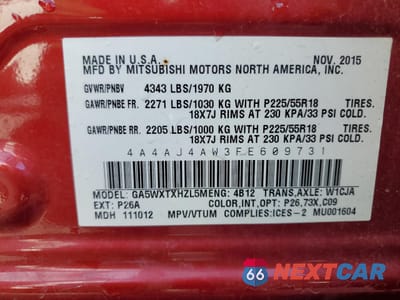 MADE IN U.S.A. NOV. 2015
MFD BY MITSUBISHI MOTORS NORTH AMERICA, INC.
GVWR/PNBV 4343 LBS/1970 KG
GAWR/PNBE FR. 2271 LBS/1030 KG WITH P225/55R18 TIRES,
18X7J RIMS AT 230 KPA/33 PSI COLD
GAWR/PNBE RR. 2205 LBS/1000 KG WITH P225/55R18 TIRES,
18X7J RIMS AT 230 KPA/33 PSI COLD
4A4AJ4AW3FE609731
MODEL: GA5WXTXHZL5M ENG: 4B12 TRANS,AXLE: W1CJA
EXT: P26A COLOR,INT,OPT: P26,73X,C09
MDH 111012 MPV/VTUM COMPLIES:ICES-2 MU001604
66 NEXTCAR